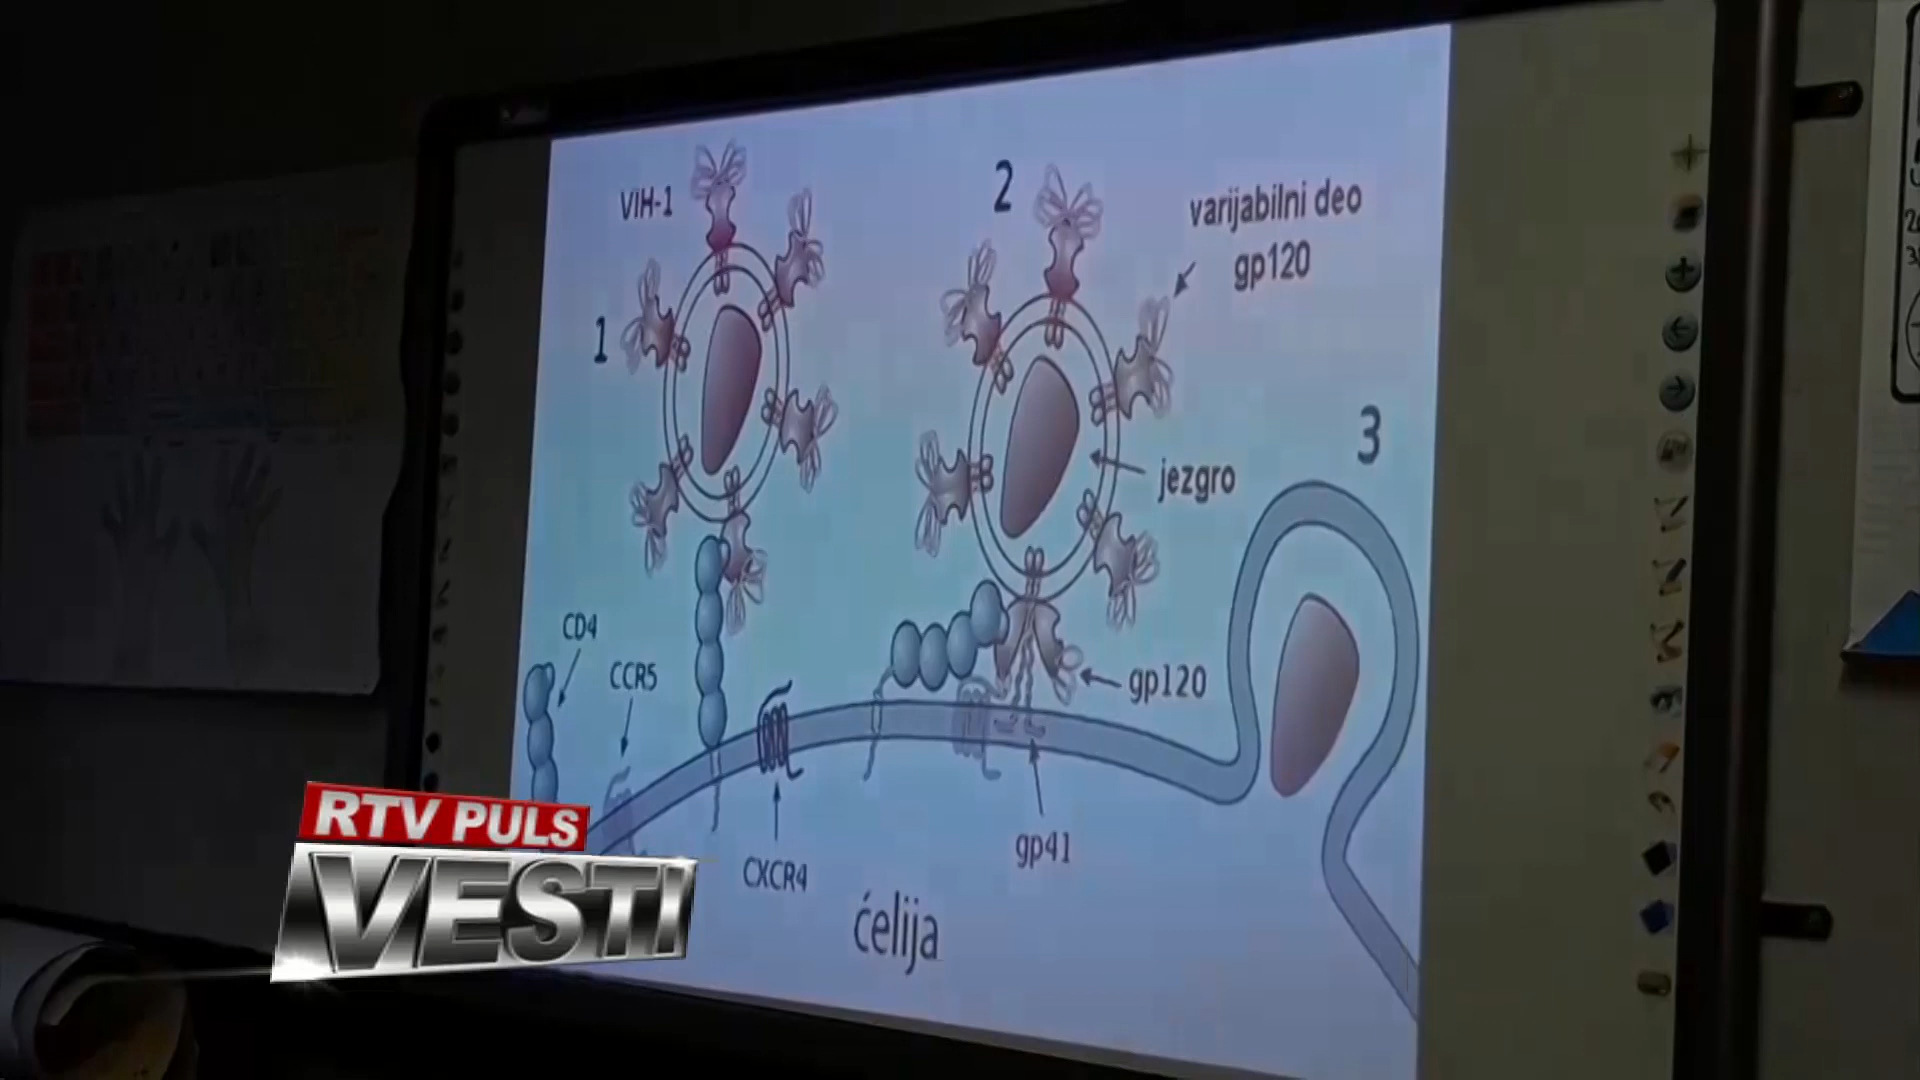 VIH-1
1
2
varijabilni deo
gp120
3
jezgro
CD4
CCR5
gp120
CXCR4
gp41
ćelija
RTV PULS
VESTI